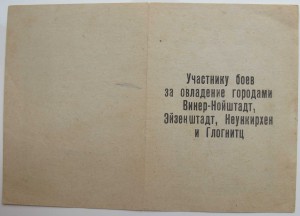 Участнику боев
за овладение городами
Винер-Нойштадт,
Эйзенштадт, Неункирхен
и Глогнитц